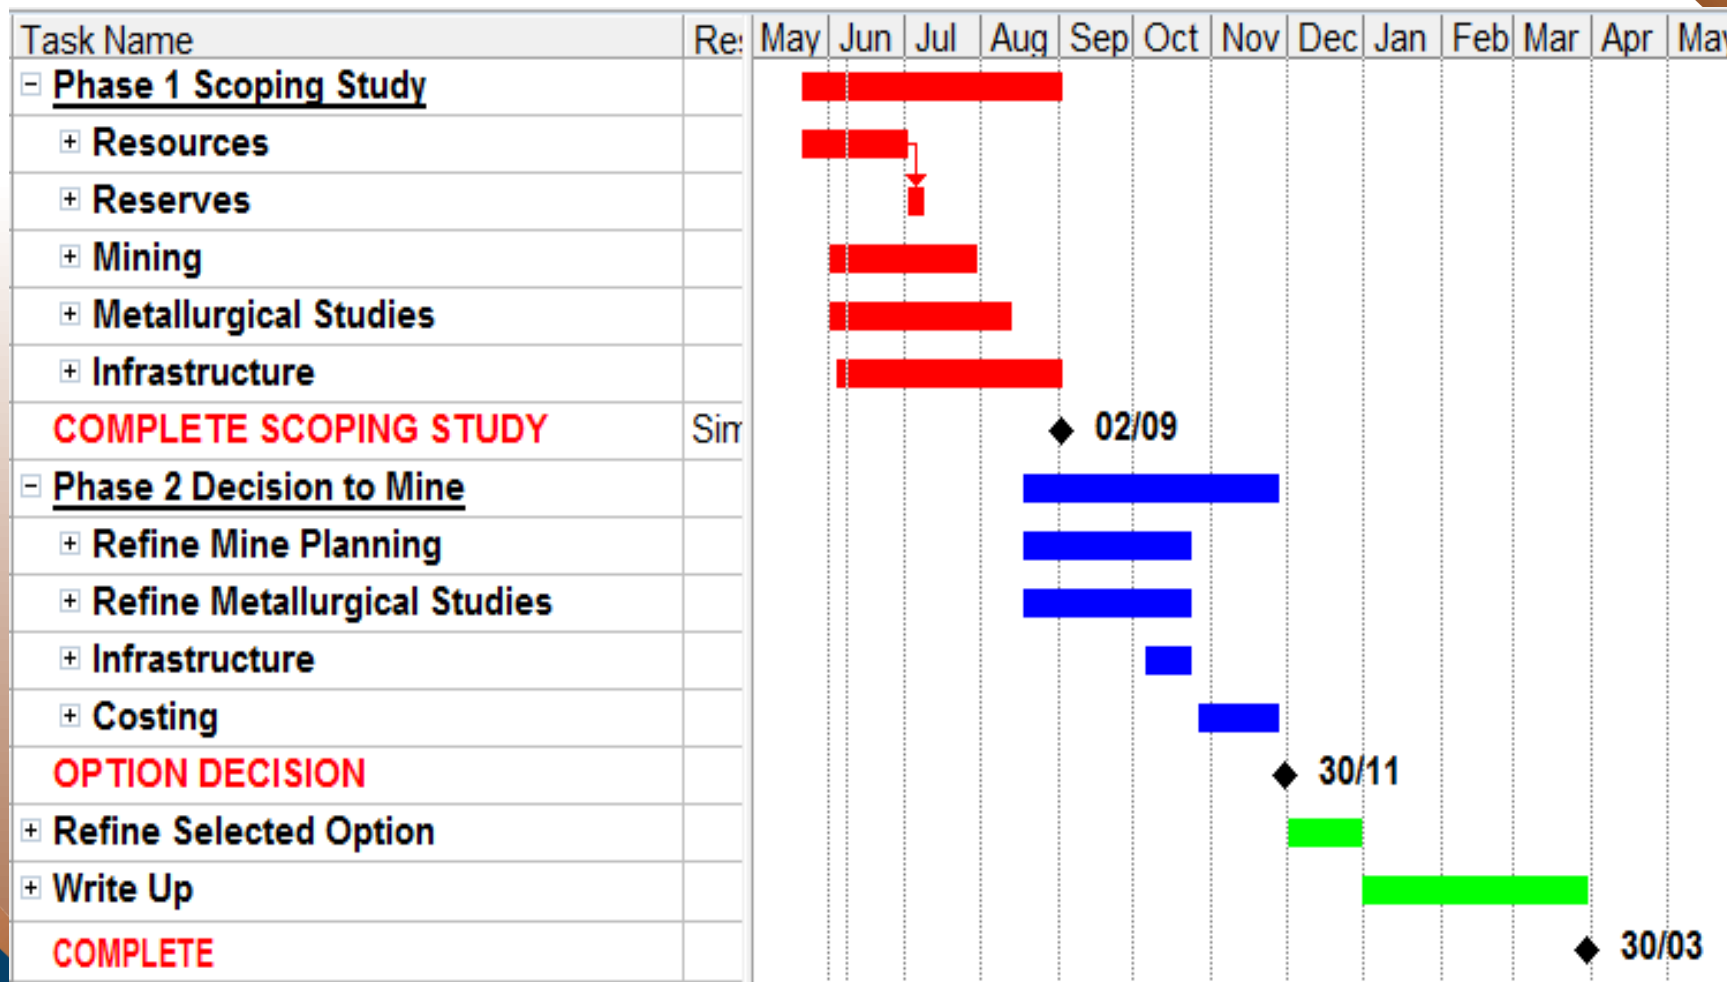 Task Name Res May Jun Jul Aug Sep Oct Nov Dec Jan Feb Mar Apr May
Phase 1 Scoping Study
Resources
Reserves
Mining
Metallurgical Studies
Infrastructure
COMPLETE SCOPING STUDY Sim 02/09
Phase 2 Decision to Mine
Refine Mine Planning
Refine Metallurgical Studies
Infrastructure
Costing
OPTION DECISION 30/11
Refine Selected Option
Write Up
COMPLETE 30/03